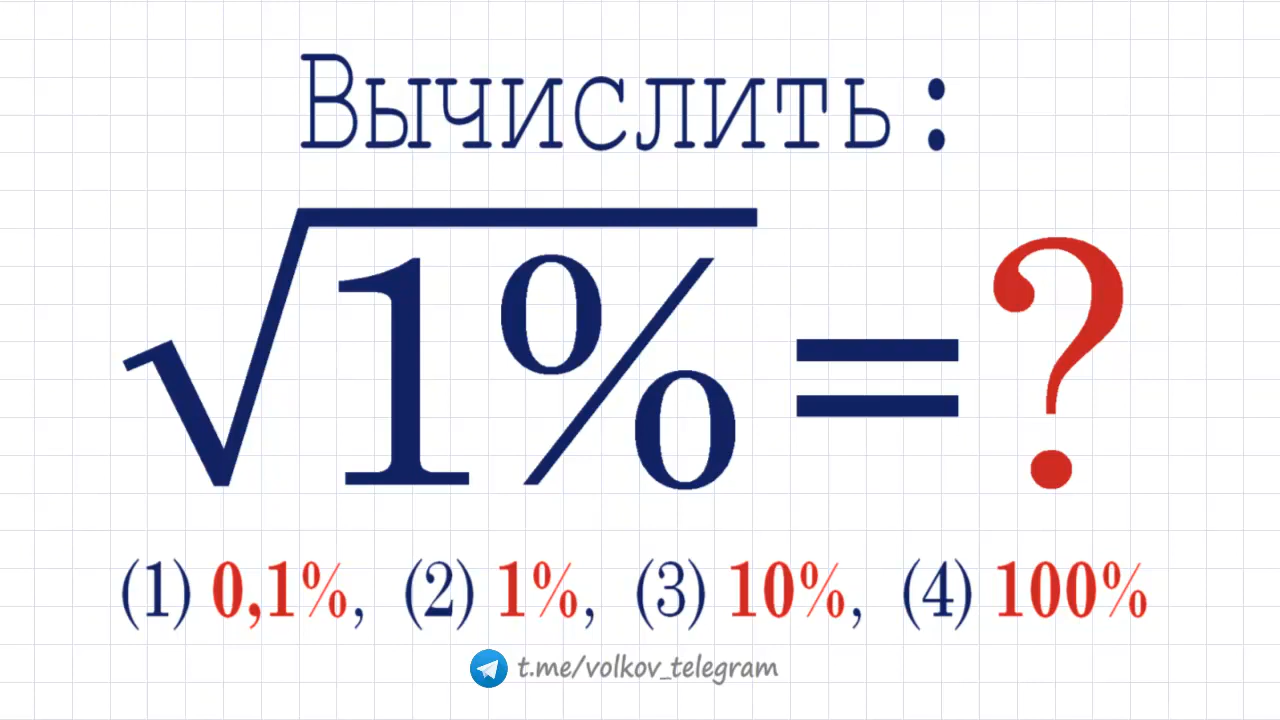 Вычислить:
√1% = ?
(1) 0,1%, (2) 1%, (3) 10%, (4) 100%
t.me/volkov_telegram